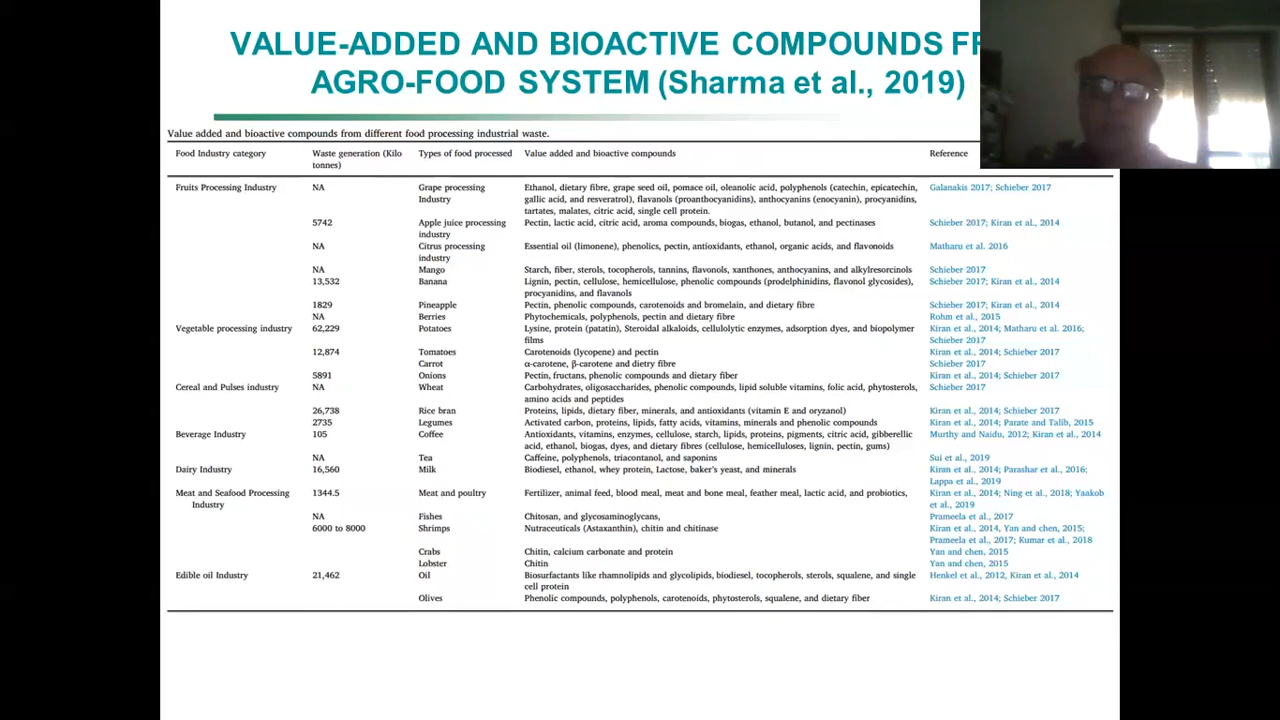 VALUE-ADDED AND BIOACTIVE COMPOUNDS
AGRO-FOOD SYSTEM (Sharma et al., 2019)
Value added and bioactive compounds from different food processing industrial waste.
Food Industry category Waste generation (Kilo tonnes) Types of food processed Value added and bioactive compounds Reference
Fruits Processing Industry NA Grape processing Industry Ethanol, dietary fibre, grape seed oil, pomace oil, oleanolic acid, polyphenols (catechin, epicatechin, gallic acid, and resveratrol), flavanols (proanthocyanidins), anthocyanins (enocyanin), procyanidins, tartates, malates, citric acid, single cell protein. Galanakis 2017; Schieber 2017
5742 Apple juice processing industry Pectin, lactic acid, citric acid, aroma compounds, biogas, ethanol, butanol, and pectinases Schieber 2017; Kiran et al., 2014
NA Citrus processing industry Essential oil (limonene), phenolics, pectin, antioxidants, ethanol, organic acids, and flavonoids Matharu et al. 2016
NA Mango Starch, fiber, sterols, tocopherols, tannins, flavonols, xanthones, anthocyanins, and alkylresorcinols Schieber 2017
13,532 Banana Lignin, pectin, cellulose, hemicellulose, phenolic compounds (prodelphinidins, flavonol glycosides), procyanidins, and flavanols Schieber 2017; Kiran et al., 2014
1829 Pineapple Pectin, phenolic compounds, carotenoids and bromelain, and dietary fibre Schieber 2017; Kiran et al., 2014
NA Berries Phytochemicals, polyphenols, pectin and dietary fibre Rohm et al., 2015
Vegetable processing industry 62,229 Potatoes Lysine, protein (patatin), Steroidal alkaloids, cellulolytic enzymes, adsorption dyes, and biopolymer films Kiran et al., 2014; Matharu et al. 2016; Schieber 2017
12,874 Tomatoes Carotenoids (lycopene) and pectin Kiran et al., 2014; Schieber 2017
Carrot α-carotene, β-carotene and dietry fibre Schieber 2017
5891 Onions Pectin, fructans, phenolic compounds and dietary fiber Kiran et al., 2014; Schieber 2017
Cereal and Pulses industry NA Wheat Carbohydrates, oligosaccharides, phenolic compounds, lipid soluble vitamins, folic acid, phytosterols, amino acids and peptides Schieber 2017
26,738 Rice bran Proteins, lipids, dietary fiber, minerals, and antioxidants (vitamin E and oryzanol) Kiran et al., 2014; Schieber 2017
2735 Legumes Activated carbon, proteins, lipids, fatty acids, vitamins, minerals and phenolic compounds Kiran et al., 2014; Parate and Talib, 2015
Beverage Industry 105 Coffee Antioxidants, vitamins, enzymes, cellulose, starch, lipids, proteins, pigments, citric acid, gibberellic acid, ethanol, biogas, dyes, and dietary fibres (cellulose, hemicelluloses, lignin, pectin, gums) Murthy and Naidu, 2012; Kiran et al., 2014
NA Tea Caffeine, polyphenols, triacontanol, and saponins Sui et al., 2019
Dairy Industry 16,560 Milk Biodiesel, ethanol, whey protein, Lactose, baker's yeast, and minerals Kiran et al., 2014; Parashar et al., 2016; Lappa et al., 2019
Meat and Seafood Processing Industry 1344.5 Meat and poultry Fertilizer, animal feed, blood meal, meat and bone meal, feather meal, lactic acid, and probiotics, Kiran et al., 2014; Ning et al., 2018; Yaakob et al., 2019
NA Fishes Chitosan, and glycosaminoglycans, Prameela et al., 2017
6000 to 8000 Shrimps Nutraceuticals (Astaxanthin), chitin and chitinase Kiran et al., 2014, Yan and chen, 2015; Prameela et al., 2017; Kumar et al., 2018
Crabs Chitin, calcium carbonate and protein Yan and chen, 2015
Lobster Chitin Yan and chen, 2015
Edible oil Industry 21,462 Oil Biosurfactants like rhamnolipids and glycolipids, biodiesel, tocopherols, sterols, squalene, and single cell protein Henkel et al., 2012, Kiran et al., 2014
Olives Phenolic compounds, polyphenols, carotenoids, phytosterols, squalene, and dietary fiber Kiran et al., 2014; Schieber 2017